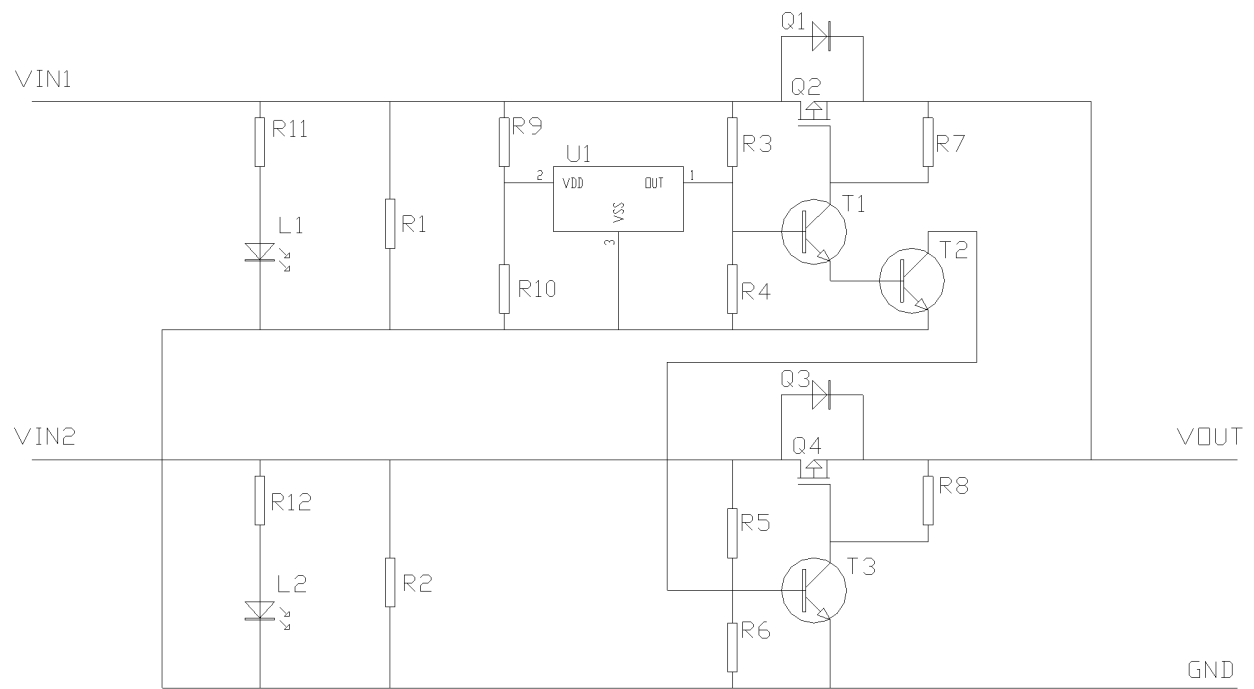 Q1
VIN1
Q2
R11
R9
R3
R7
U1
2
VDD
OUT
1
VSS
3
L1
R1
T1
T2
R10
R4
Q3
VIN2
Q4
VOUT
R12
R8
R5
L2
R2
T3
R6
GND